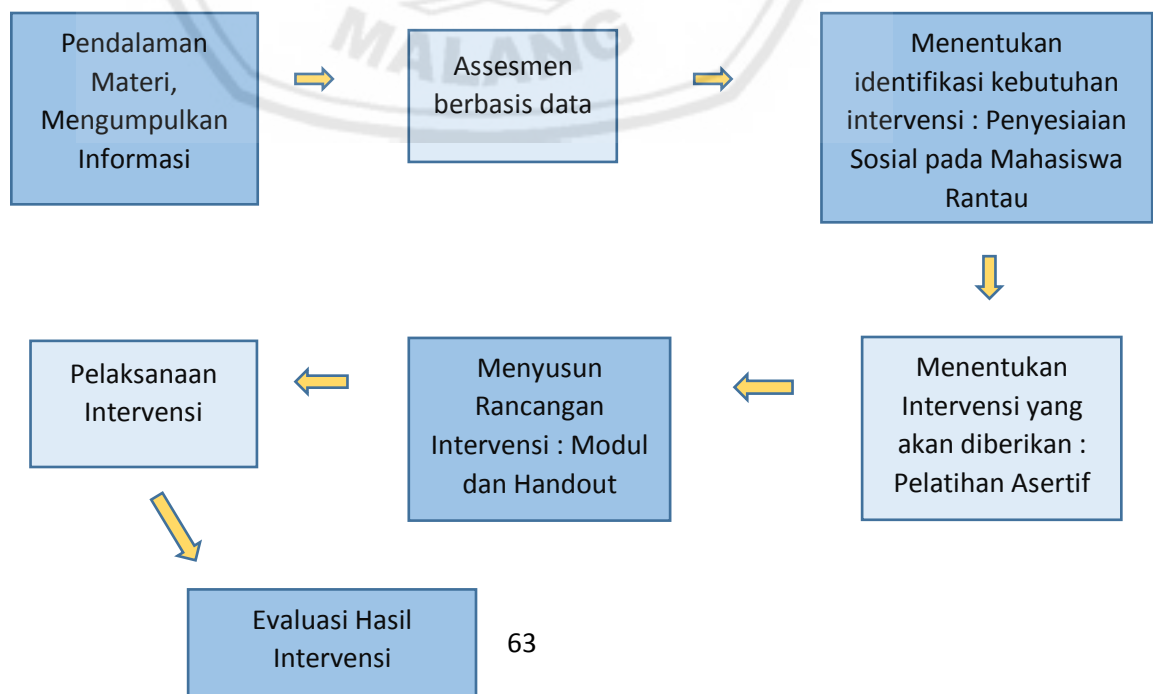 MALANG
Pendalaman
Materi,
Mengumpulkan
Informasi
Assesmen
berbasis data
Menentukan
identifikasi kebutuhan
intervensi : Penyesiaian
Sosial pada Mahasiswa
Rantau
Menentukan
Intervensi yang
akan diberikan :
Pelatihan Asertif
Menyusun
Rancangan
Intervensi : Modul
dan Handout
Pelaksanaan
Intervensi
Evaluasi Hasil
Intervensi
63